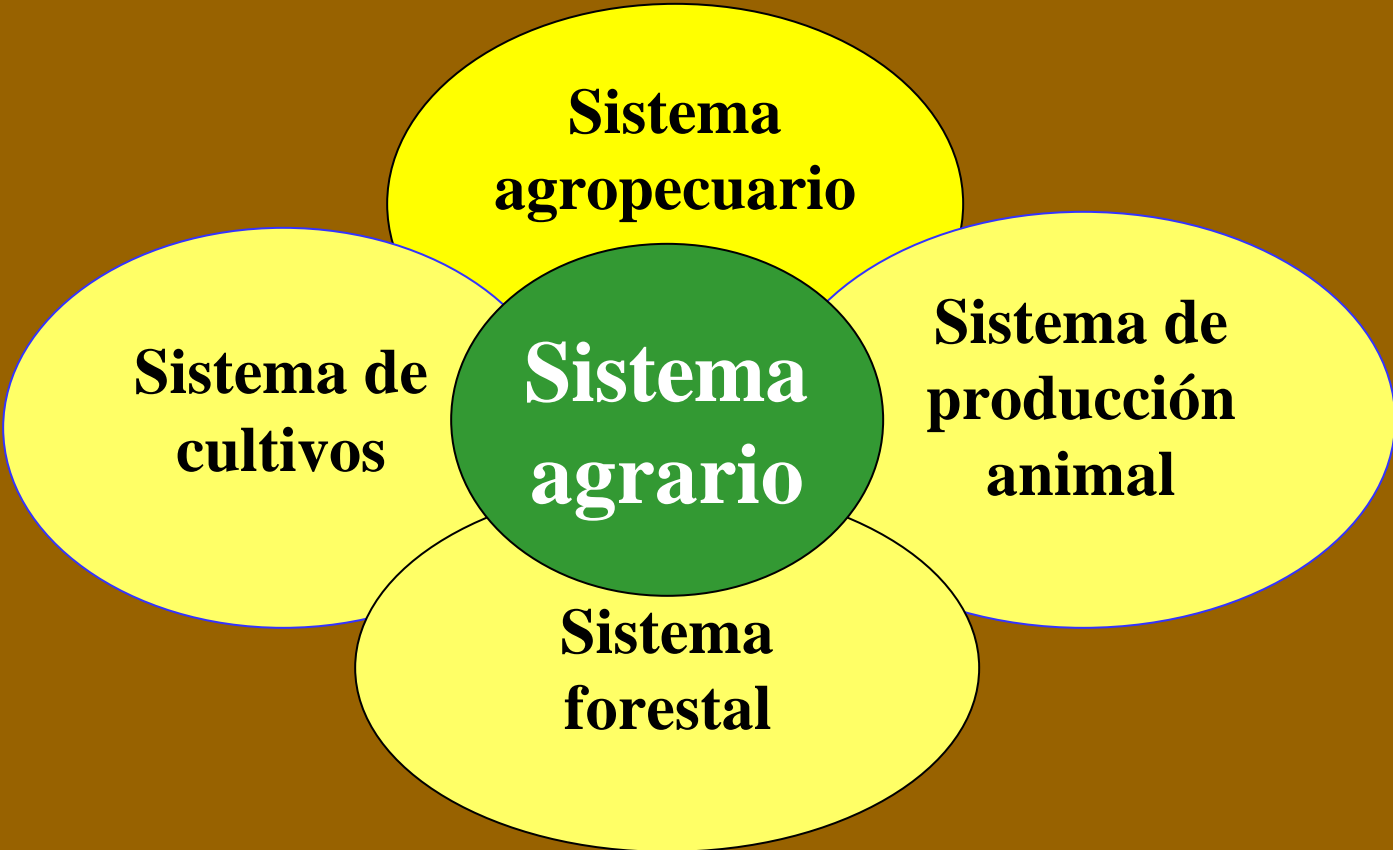 Sistema
agropecuario
Sistema de
cultivos
Sistema
agrario
Sistema de
producción
animal
Sistema
forestal